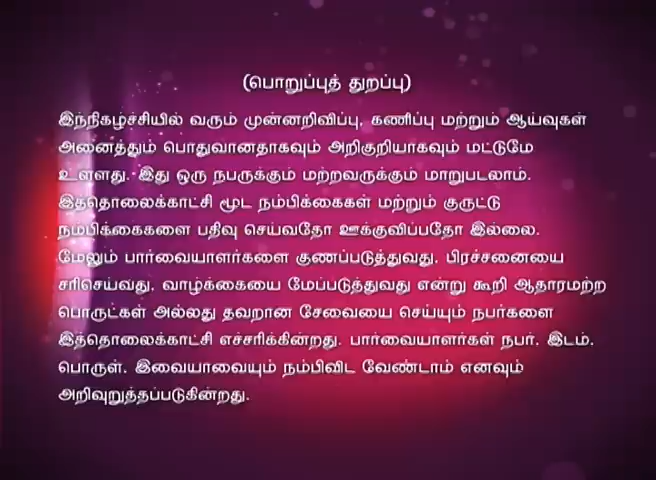 (பொறுப்புத் துறப்பு)
இந்நிகழ்ச்சியில் வரும் முன்னறிவிப்பு, கணிப்பு மற்றும் ஆய்வுகள்
அனைத்தும் பொதுவானதாகவும் அறிகுறியாகவும் மட்டுமே
உள்ளது. இது ஒரு நபருக்கும் மற்றவருக்கும் மாறுபடலாம்.
இத்தொலைக்காட்சி மூட நம்பிக்கைகள் மற்றும் குருட்டு
நம்பிக்கைகளை பதிவு செய்வதோ ஊக்குவிப்பதோ இல்லை.
மேலும் பார்வையாளர்களை குணப்படுத்துவது, பிரச்சனையை
சரிசெய்வது, வாழ்க்கையை மேப்படுத்துவது என்று கூறி ஆதாரமற்ற
பொருட்கள் அல்லது தவறான சேவையை செய்யும் நபர்களை
இத்தொலைக்காட்சி எச்சரிக்கின்றது. பார்வையாளர்கள் நபர், இடம்,
பொருள், இவையாவையும் நம்பிவிட வேண்டாம் எனவும்
அறிவுறுத்தப்படுகின்றது.